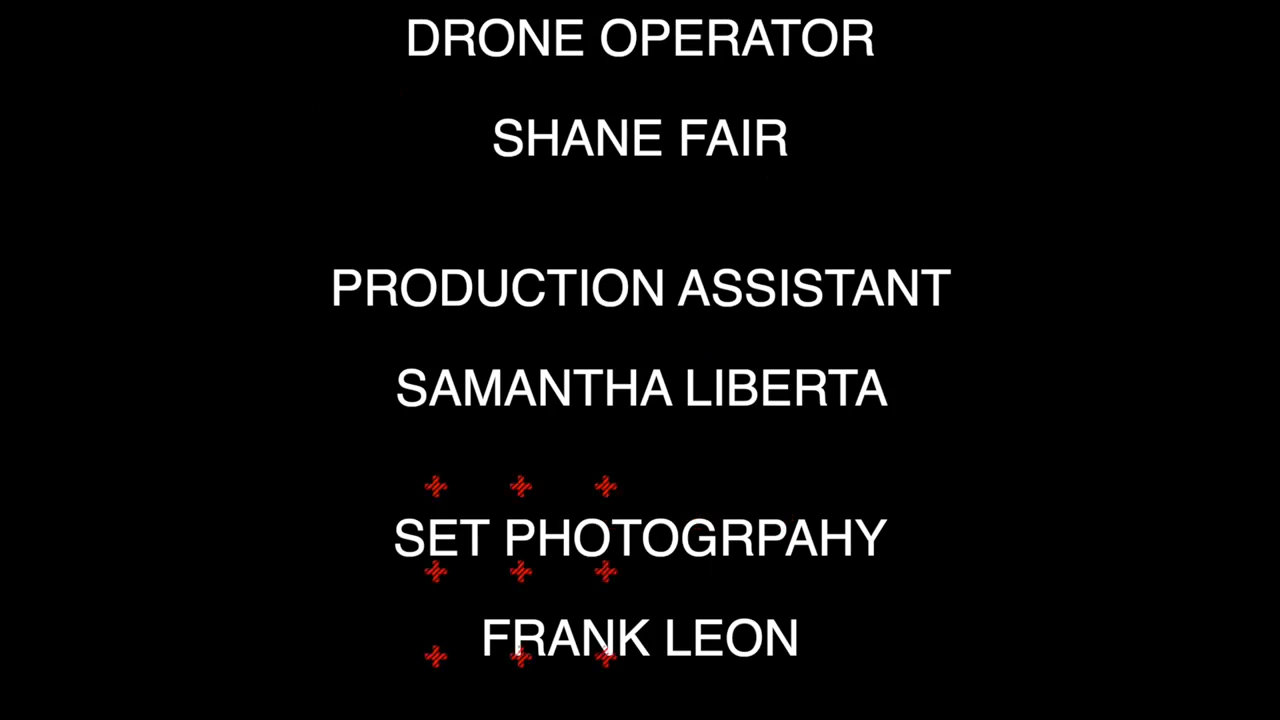 DRONE OPERATOR
SHANE FAIR
PRODUCTION ASSISTANT
SAMANTHA LIBERTA
SET PHOTOGRPAHY
FRANK LEON